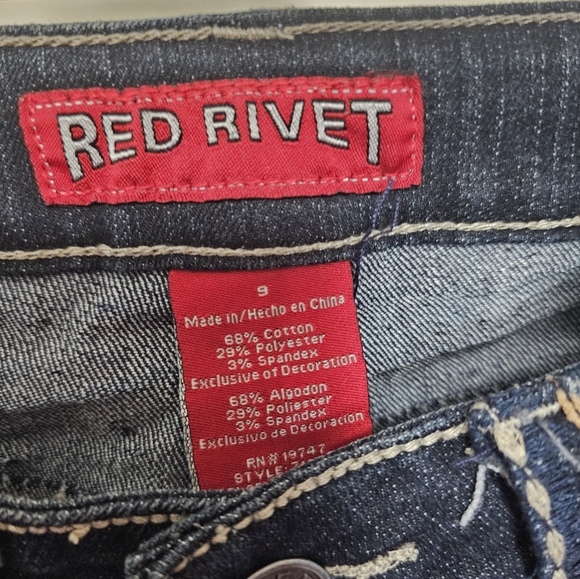 RED RIVET
9
Made in/Hecho en China
68% Cotton
29% Polyester
3% Spandex
Exclusive of Decoration
68% Algodon
29% Poliester
3% Spandex
Exclusivo de Decoracion
RN# 19747
STYLE: